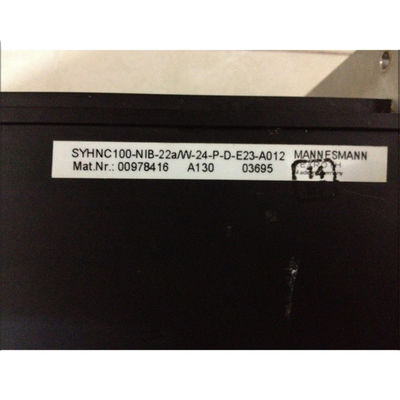 SYHNC100-NIB-22a/W-24-P-D-E23-A012 MANNESMANN
Mat.Nr.: 00978416 A130 03695
14